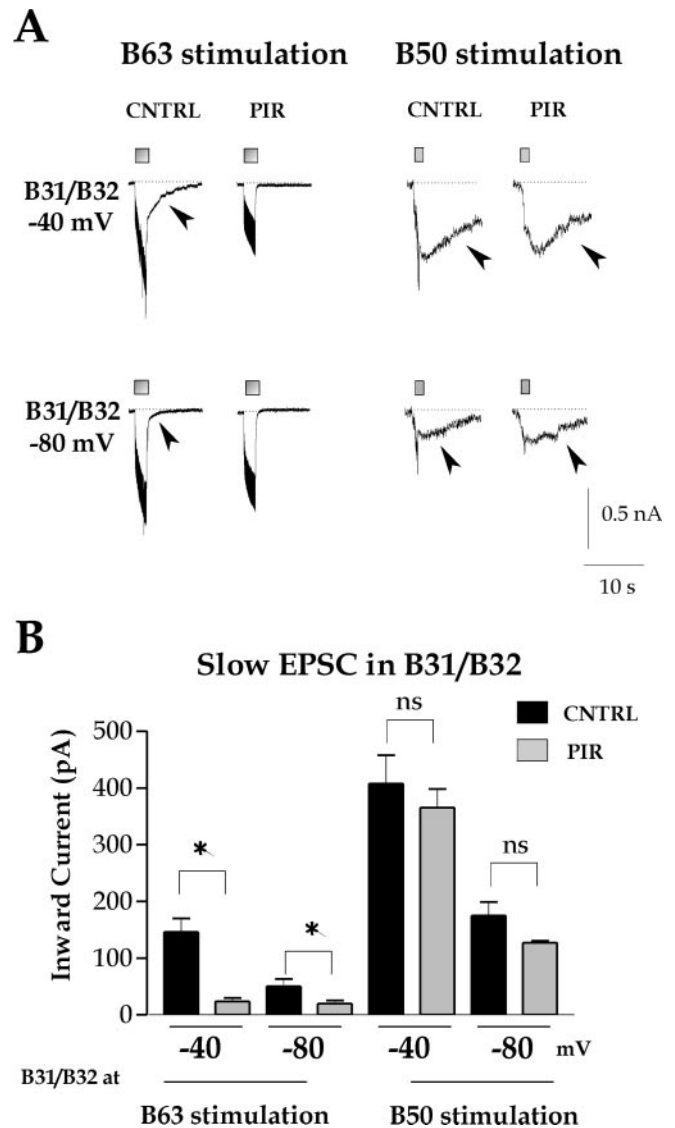 A
B63 stimulation B50 stimulation
CNTRL PIR CNTRL PIR
B31/B32
-40 mV
B31/B32
-80 mV
0.5 nA
10 s
B
Slow EPSC in B31/B32
ns
CNTRL
PIR
500
400
300
200
100
0
Inward Current (pA)
*
*
ns
-40 -80 -40 -80 mV
B31/B32 at
B63 stimulation B50 stimulation